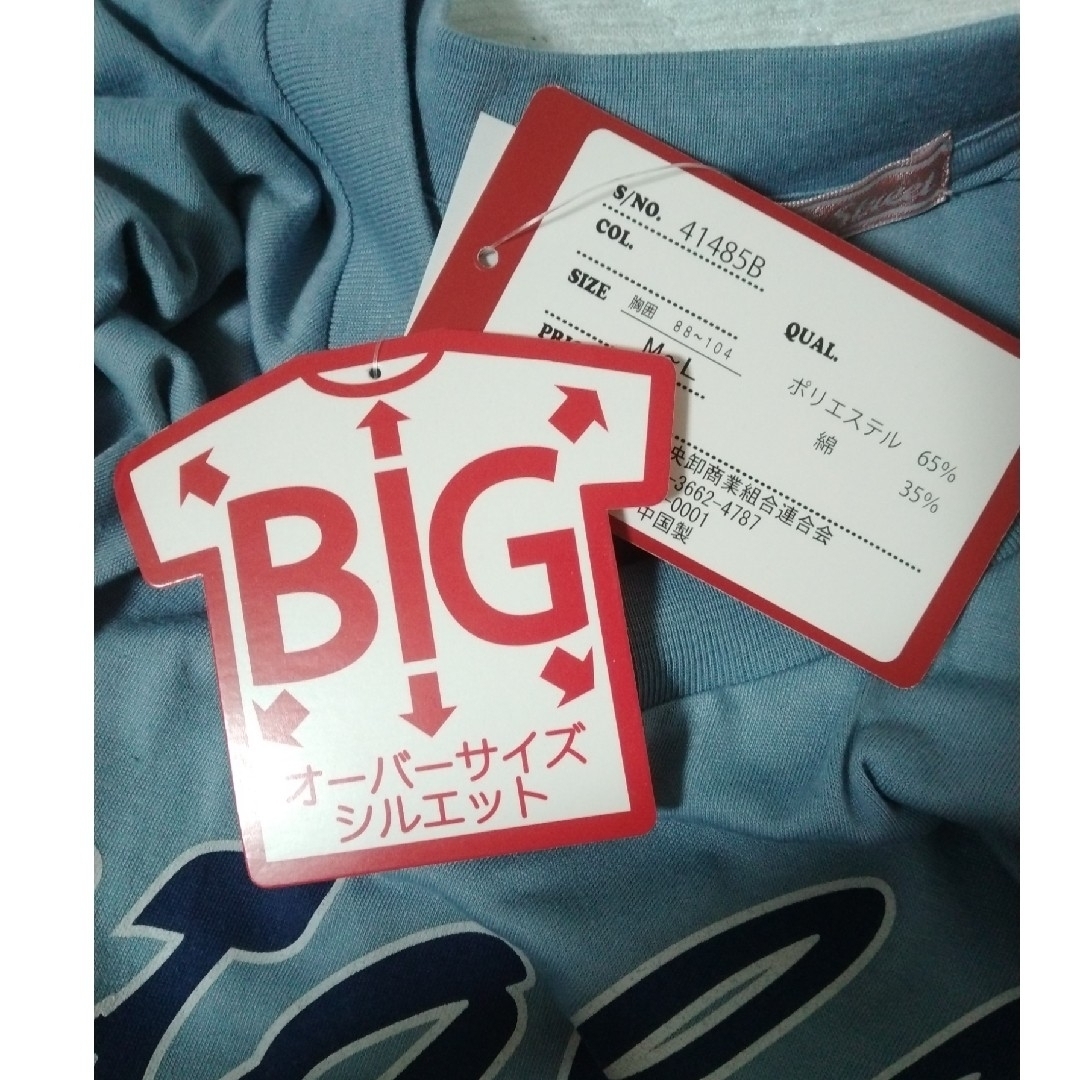 S/NO. 41485B
COL.
SIZE 胸囲 88~104
M~L
QUAL.
ポリエステル 65%
綿 35%
央卸商業組合連合会
-3662-4787
-0001
中国製
BIG
オーバーサイズ
シルエット